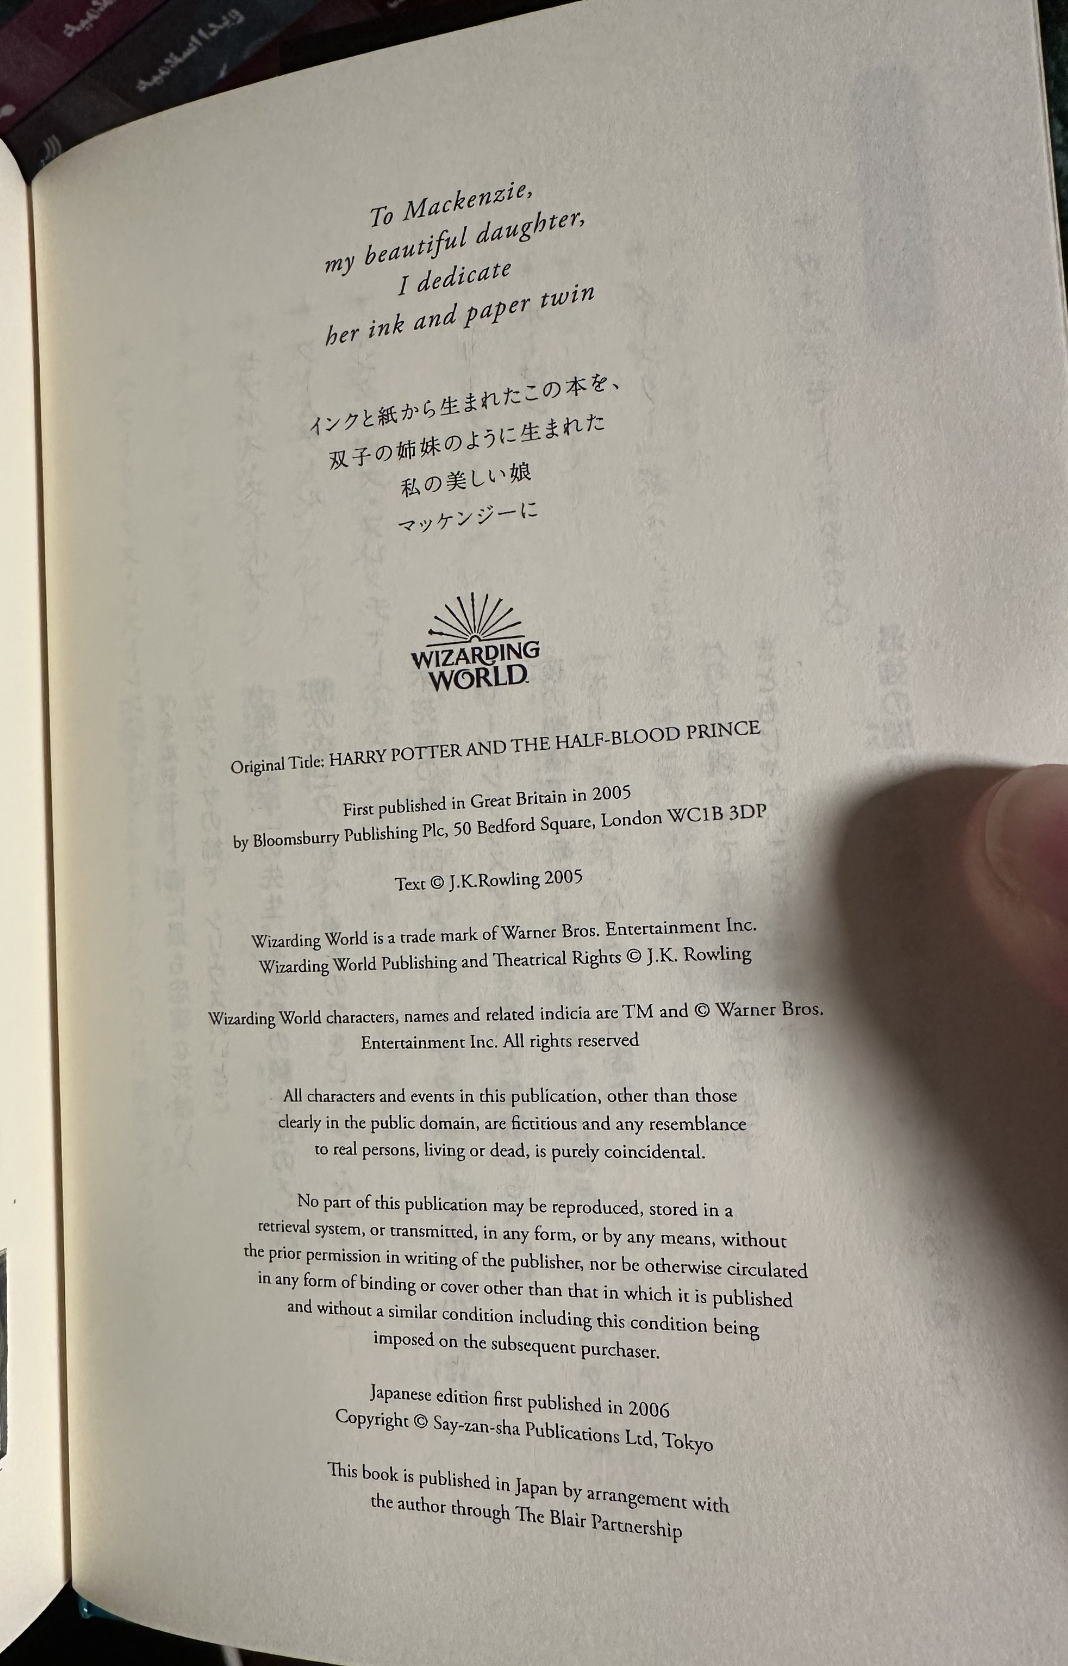 To Mackenzie,
my beautiful daughter,
I dedicate
her ink and paper twin
インクと紙から生まれたこの本を、
双子の姉妹のように生まれた
私の美しい娘
マッケンジーに
WIZARDING
WORLD
Original Title: HARRY POTTER AND THE HALF-BLOOD PRINCE
First published in Great Britain in 2005
by Bloomsburry Publishing Plc, 50 Bedford Square, London WC1B 3DP
Text © J.K.Rowling 2005
Wizarding World is a trade mark of Warner Bros. Entertainment Inc.
Wizarding World Publishing and Theatrical Rights © J.K. Rowling
Wizarding World characters, names and related indicia are TM and © Warner Bros.
Entertainment Inc. All rights reserved
All characters and events in this publication, other than those
clearly in the public domain, are fictitious and any resemblance
to real persons, living or dead, is purely coincidental.
No part of this publication may be reproduced, stored in a
retrieval system, or transmitted, in any form, or by any means, without
the prior permission in writing of the publisher, nor be otherwise circulated
in any form of binding or cover other than that in which it is published
and without a similar condition including this condition being
imposed on the subsequent purchaser.
Japanese edition first published in 2006
Copyright © Say-zan-sha Publications Ltd, Tokyo
This book is published in Japan by arrangement with
the author through The Blair Partnership